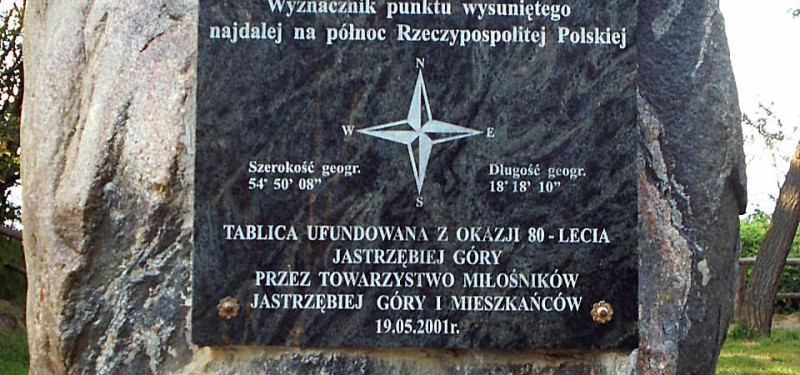 Wyznacznik punktu wysuniętego
najdalej na północ Rzeczypospolitej Polskiej
N
W E
S
Szerokość geogr.
54° 50' 08”
Długość geogr.
18° 18' 10”
TABLICA UFUNDOWANA Z OKAZJI 80 - LECIA
JASTRZĘBIEJ GÓRY
PRZEZ TOWARZYSTWO MIŁOŚNIKÓW
JASTRZĘBIEJ GÓRY I MIESZKAŃCÓW
19.05.2001r.